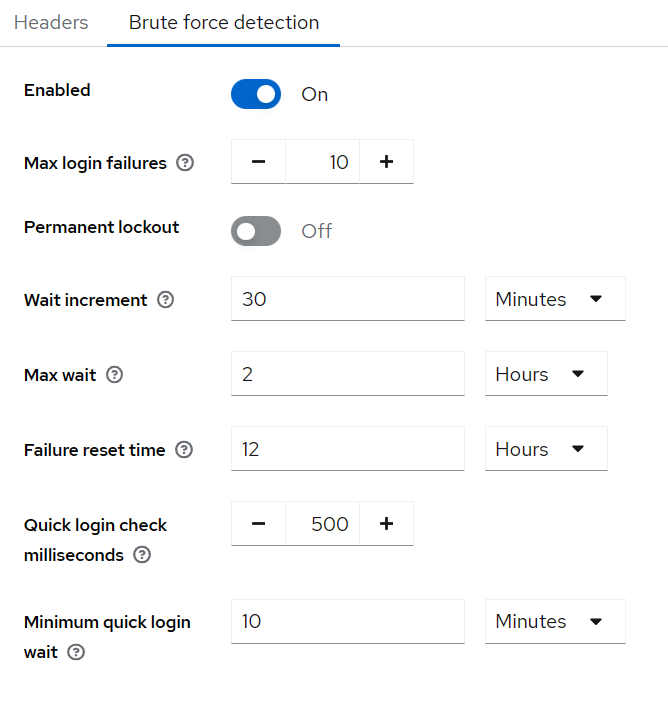 Headers Brute force detection
Enabled On
Max login failures 10
Permanent lockout Off
Wait increment 30 Minutes
Max wait 2 Hours
Failure reset time 12 Hours
Quick login check 500
milliseconds
Minimum quick login 10 Minutes
wait